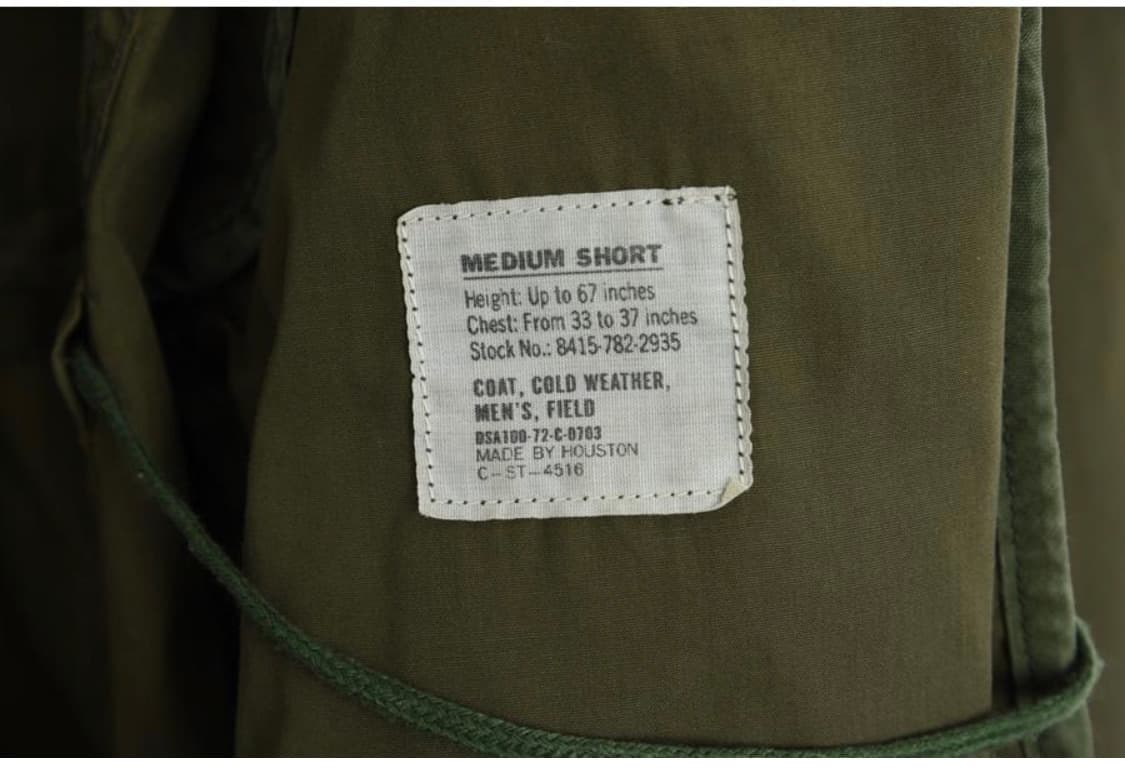 MEDIUM SHORT
Height: Up to 67 inches
Chest: From 33 to 37 inches
Stock No.: 8415-782-2935
COAT, COLD WEATHER,
MEN'S, FIELD
DSA100-72-C-0703
MADE BY HOUSTON
C-ST-4516